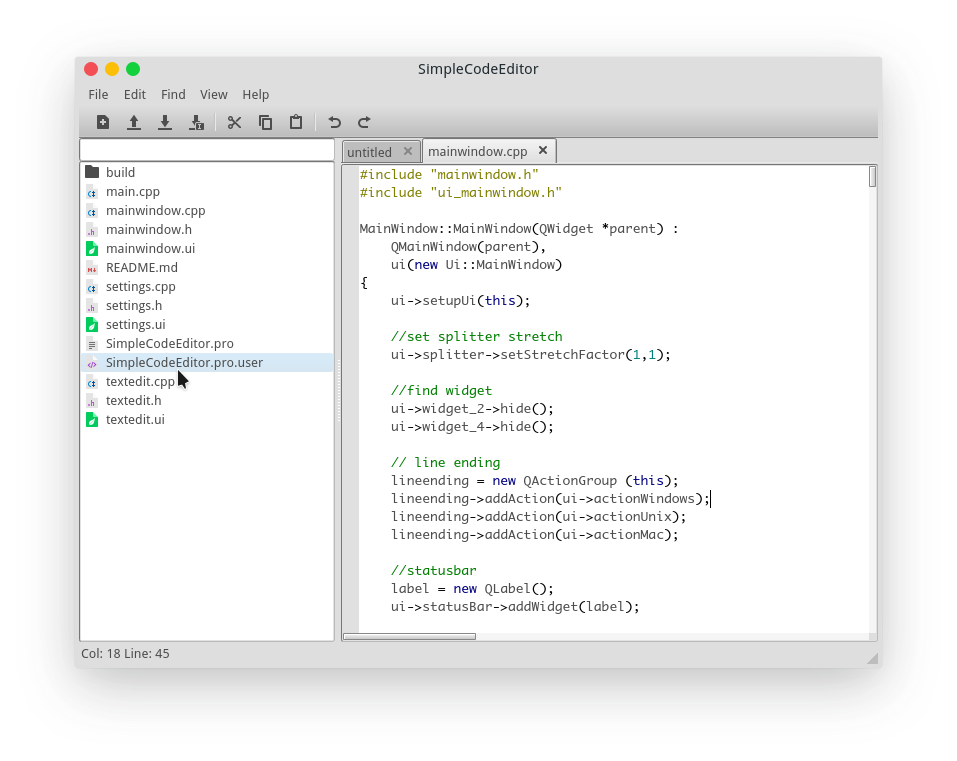 SimpleCodeEditor
File Edit Find View Help
untitled
mainwindow.cpp
build
main.cpp
mainwindow.cpp
mainwindow.h
mainwindow.ui
README.md
settings.cpp
settings.h
settings.ui
SimpleCodeEditor.pro
SimpleCodeEditor.pro.user
textedit.cpp
textedit.h
textedit.ui
#include "mainwindow.h"
#include "ui_mainwindow.h"
MainWindow::MainWindow(QWidget *parent) :
    QMainWindow(parent),
    ui(new Ui::MainWindow)
{
    ui->setupUi(this);
    //set splitter stretch
    ui->splitter->setStretchFactor(1,1);
    //find widget
    ui->widget_2->hide();
    ui->widget_4->hide();
    // line ending
    lineending = new QActionGroup (this);
    lineending->addAction(ui->actionWindows);
    lineending->addAction(ui->actionUnix);
    lineending->addAction(ui->actionMac);
    //statusbar
    label = new QLabel();
    ui->statusBar->addWidget(label);
Col: 18 Line: 45